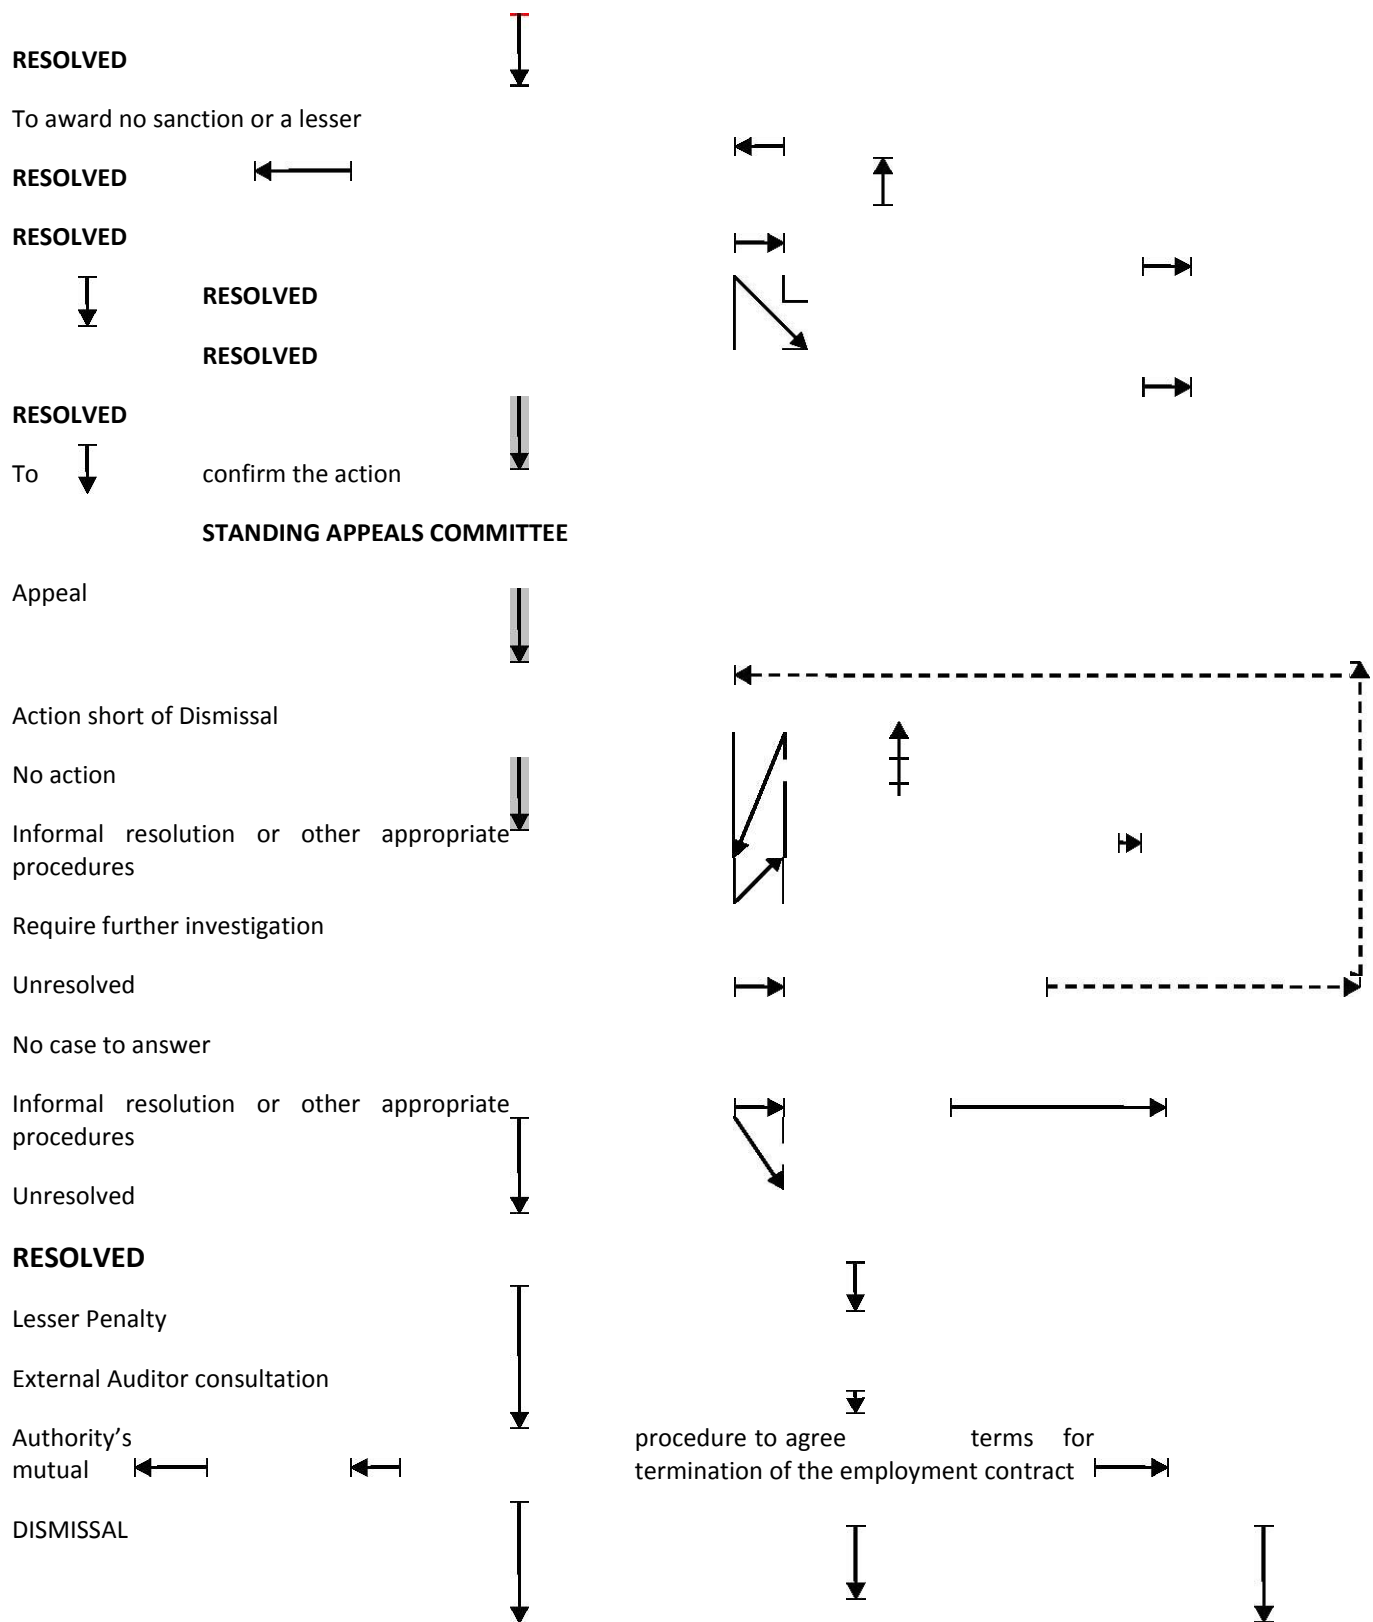 RESOLVED
To award no sanction or a lesser
RESOLVED
RESOLVED
RESOLVED
RESOLVED
RESOLVED
To confirm the action
STANDING APPEALS COMMITTEE
Appeal
Action short of Dismissal
No action
Informal resolution or other appropriate
procedures
Require further investigation
Unresolved
No case to answer
Informal resolution or other appropriate
procedures
Unresolved
RESOLVED
Lesser Penalty
External Auditor consultation
Authority’s procedure to agree terms for
mutual termination of the employment contract
DISMISSAL